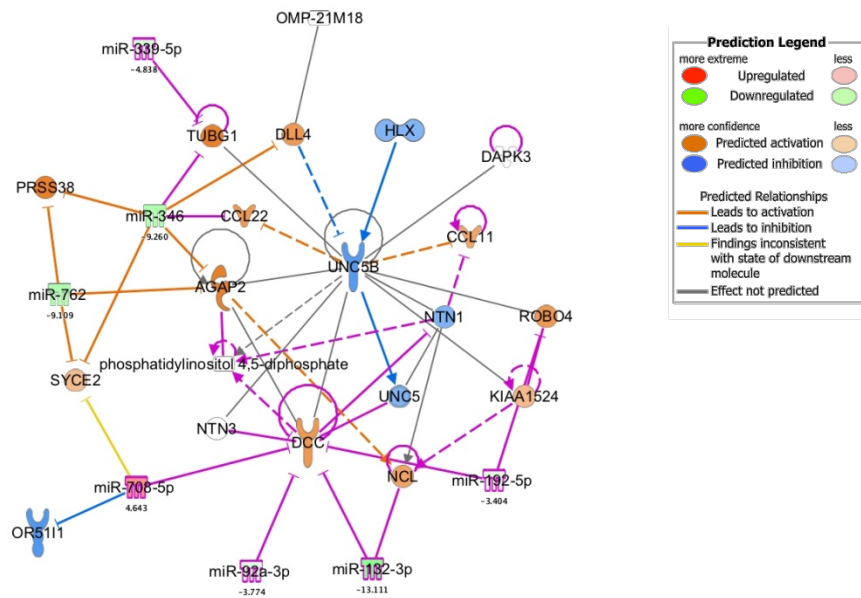 OMP-21M18
miR-339-5p
-4.838
TUBG1
DLL4
HLX
DAPK3
PRSS38
miR-346
-9.260
CCL22
CCL11
UNC5B
miR-762
-9.109
AGAP2
NTN1
ROBO4
phosphatidylinositol 4,5-diphosphate
SYCE2
UNC5
KIAA1524
NTN3
DCC
NCL
miR-708-5p
4.643
miR-192-5p
-3.404
OR51I1
miR-92a-3p
-3.774
miR-132-3p
-13.111
Prediction Legend
more extreme less
Upregulated
Downregulated
more confidence less
Predicted activation
Predicted inhibition
Predicted Relationships
Leads to activation
Leads to inhibition
Findings inconsistent
with state of downstream
molecule
Effect not predicted